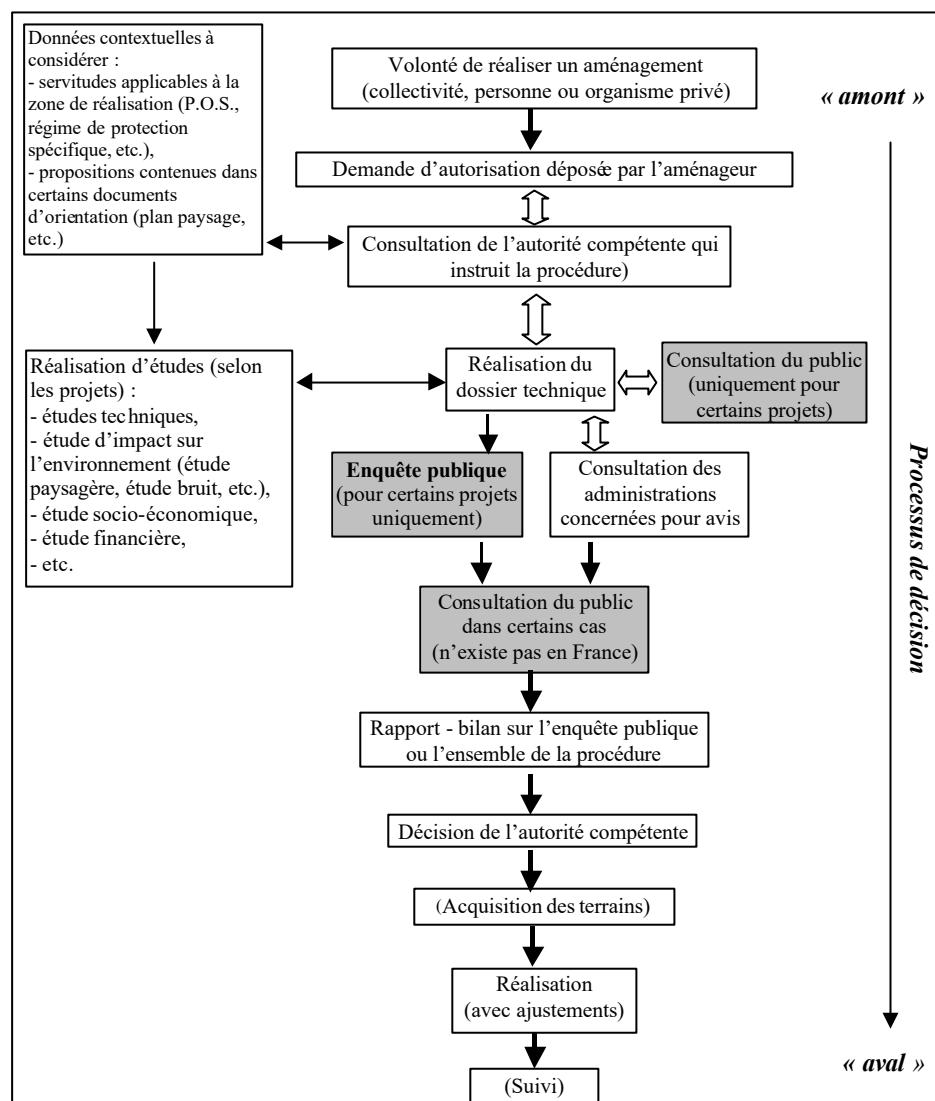 Données contextuelles à
considérer :
- servitudes applicables à la
zone de réalisation (P.O.S.,
régime de protection
spécifique, etc.),
- propositions contenues dans
certains documents
d'orientation (plan paysage,
etc.)
Volonté de réaliser un aménagement
(collectivité, personne ou organisme privé)
« amont »
Demande d'autorisation déposée par l'aménageur
Consultation de l'autorité compétente qui
instruit la procédure)
Réalisation d'études (selon
les projets) :
- études techniques,
- étude d'impact sur
l'environnement (étude
paysagère, étude bruit, etc.),
- étude socio-économique,
- étude financière,
- etc.
Réalisation du
dossier technique
Consultation du public
(uniquement pour
certains projets)
Enquête publique
(pour certains projets
uniquement)
Consultation des
administrations
concernées pour avis
Processus de décision
Consultation du public
dans certains cas
(n'existe pas en France)
Rapport - bilan sur l'enquête publique
ou l'ensemble de la procédure
Décision de l'autorité compétente
(Acquisition des terrains)
Réalisation
(avec ajustements)
« aval »
(Suivi)